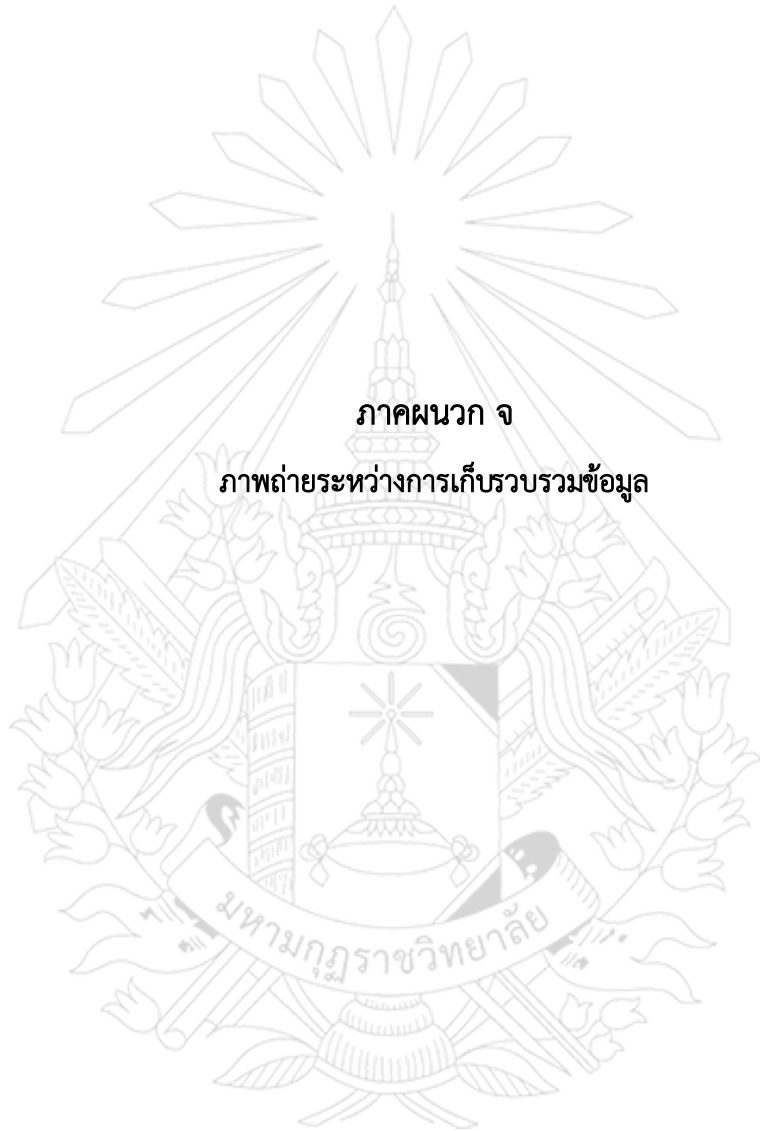 ภาคผนวก จ
ภาพถ่ายระหว่างการเก็บรวบรวมข้อมูล
มหามกุฏราชวิทยาลัย